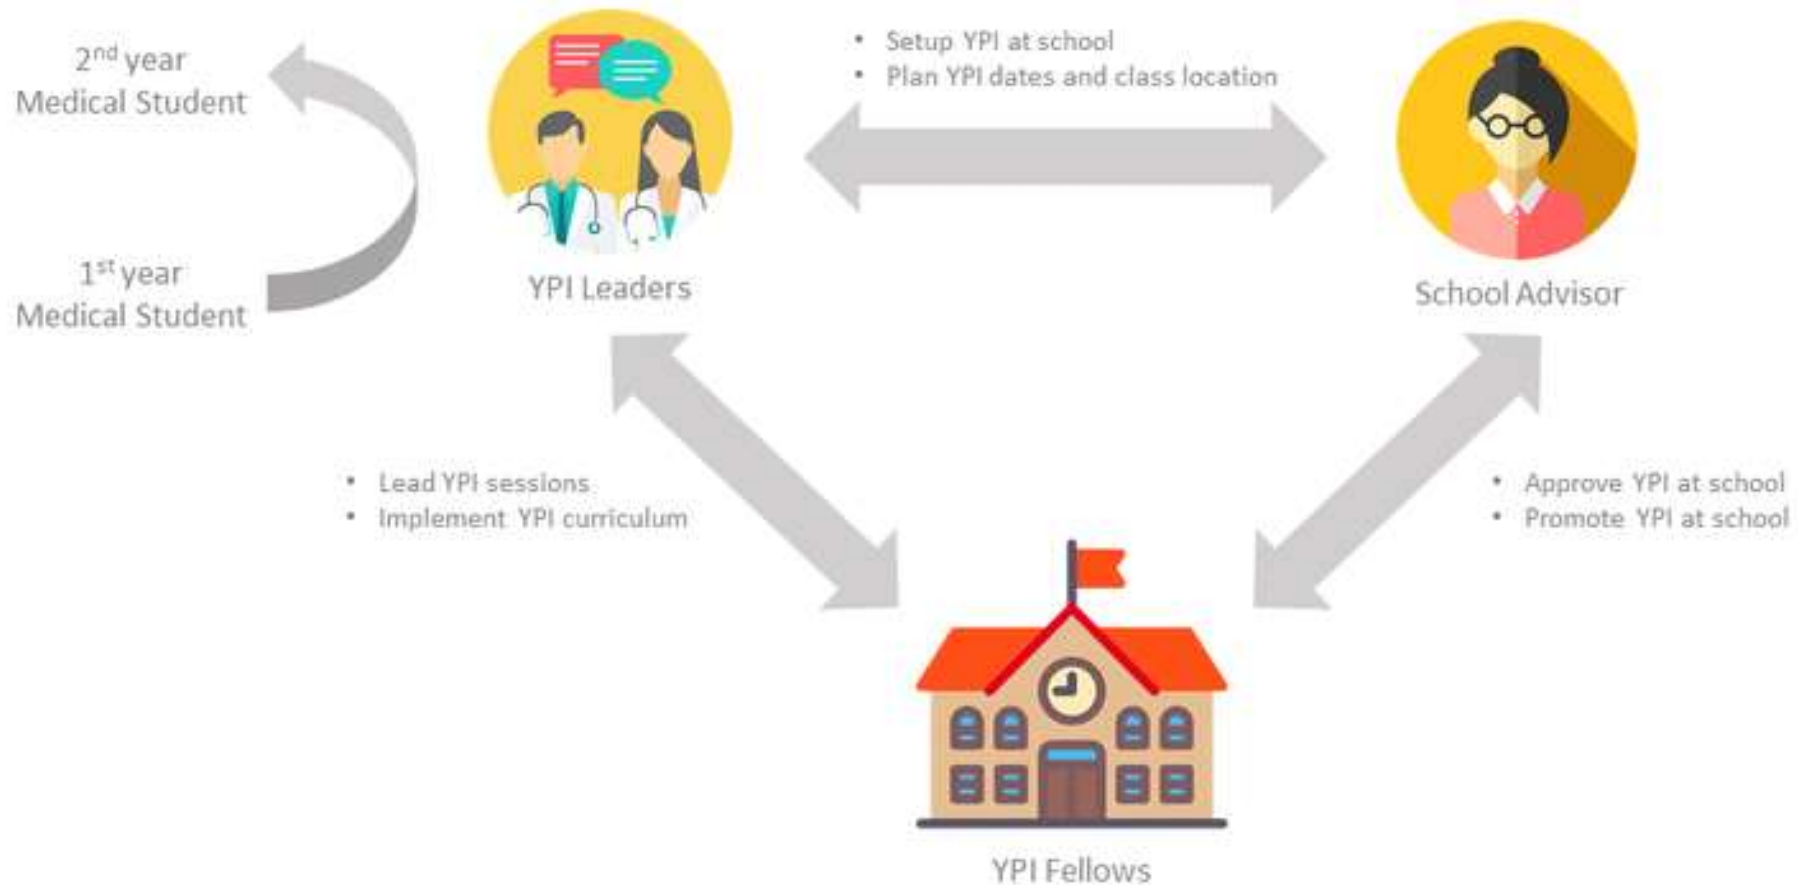 2nd year
Medical Student
1st year
Medical Student
YPI Leaders
• Setup YPI at school
• Plan YPI dates and class location
School Advisor
• Lead YPI sessions
• Implement YPI curriculum
• Approve YPI at school
• Promote YPI at school
YPI Fellows